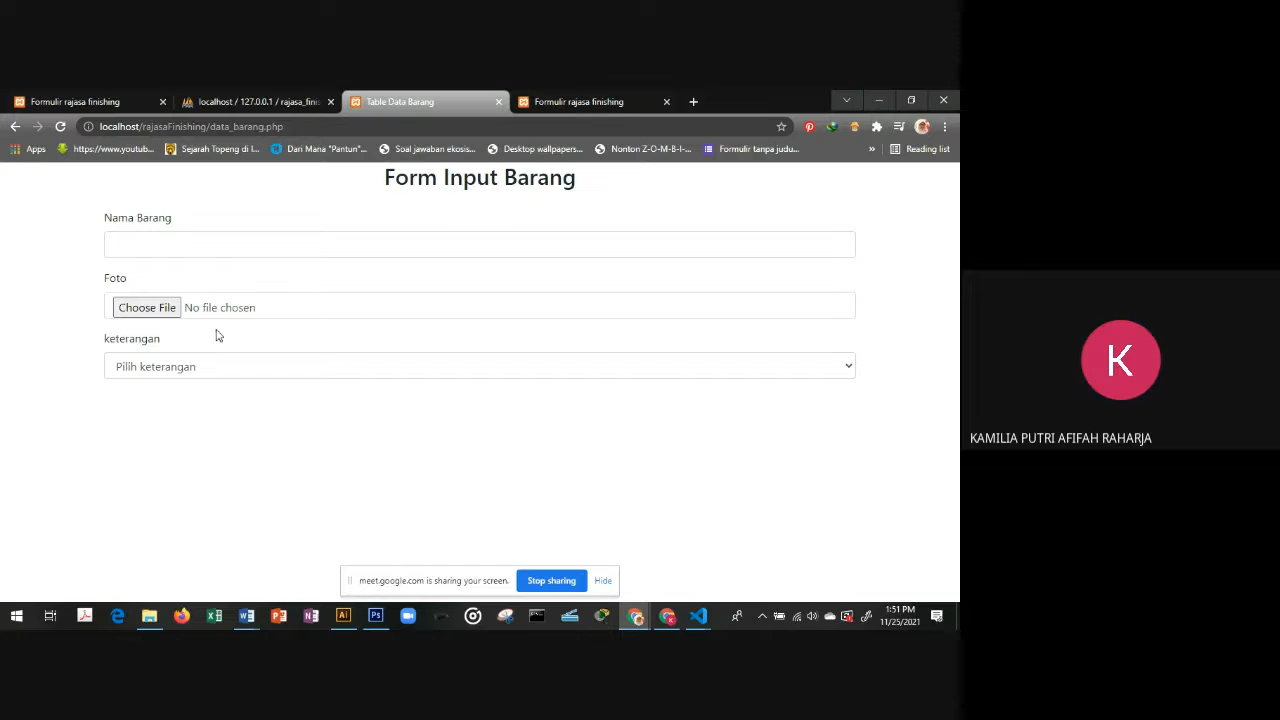 Formulir rajasa finishing
localhost / 127.0.0.1 / rajasa_fini
Table Data Barang
Formulir rajasa finishing
localhost/rajasaFinishing/data_barang.php
Apps
https://www.youtub...
Sejarah Topeng di I...
Dari Mana "Pantun"...
Soal jawaban ekosis...
Desktop wallpapers...
Nonton Z-O-M-B-I-...
Formulir tanpa judu...
»
Reading list
Form Input Barang
Nama Barang
Foto
Choose File No file chosen
keterangan
Pilih keterangan
K
KAMILIA PUTRI AFIFAH RAHARJA
meet.google.com is sharing your screen.
Stop sharing
Hide
1:51 PM
11/25/2021